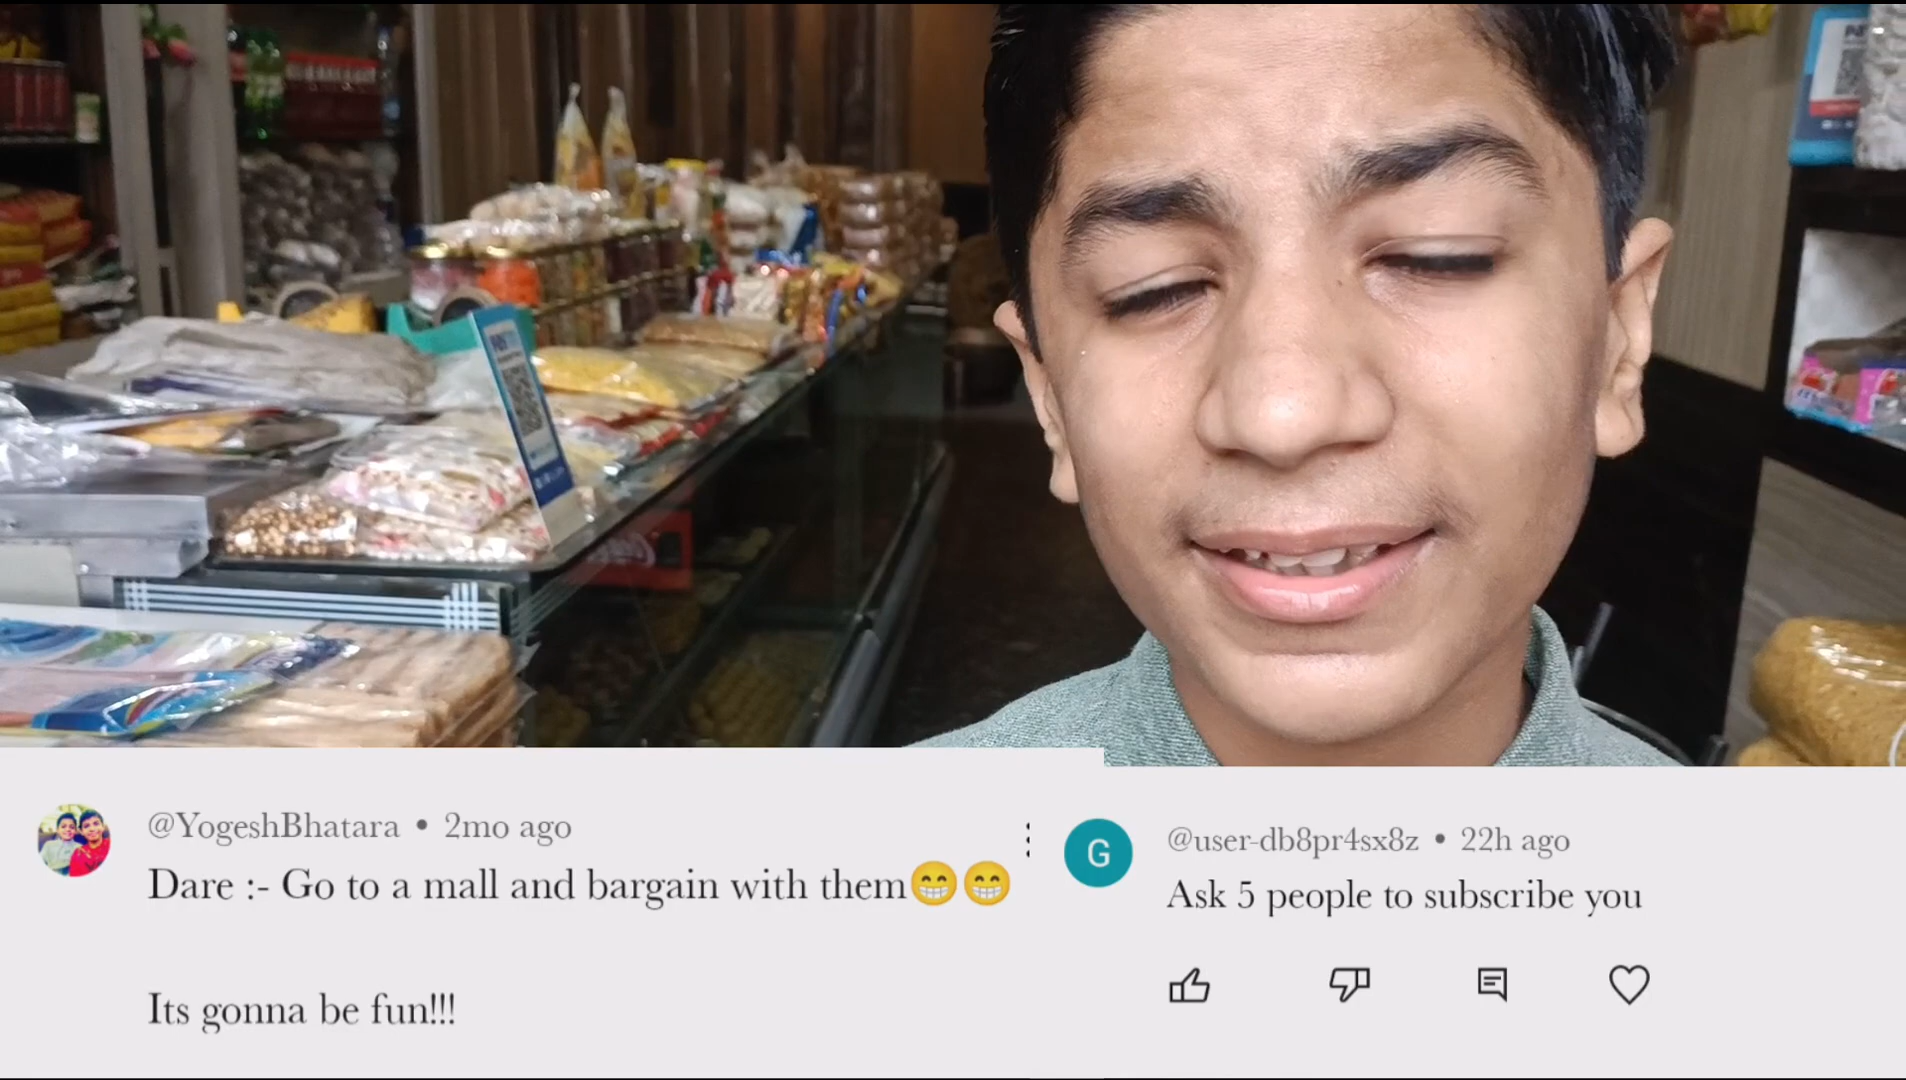 @YogeshBhatara • 2mo ago
Dare :- Go to a mall and bargain with them😁😁
Its gonna be fun!!!
G
@user-db8pr4sx8z • 22h ago
Ask 5 people to subscribe you